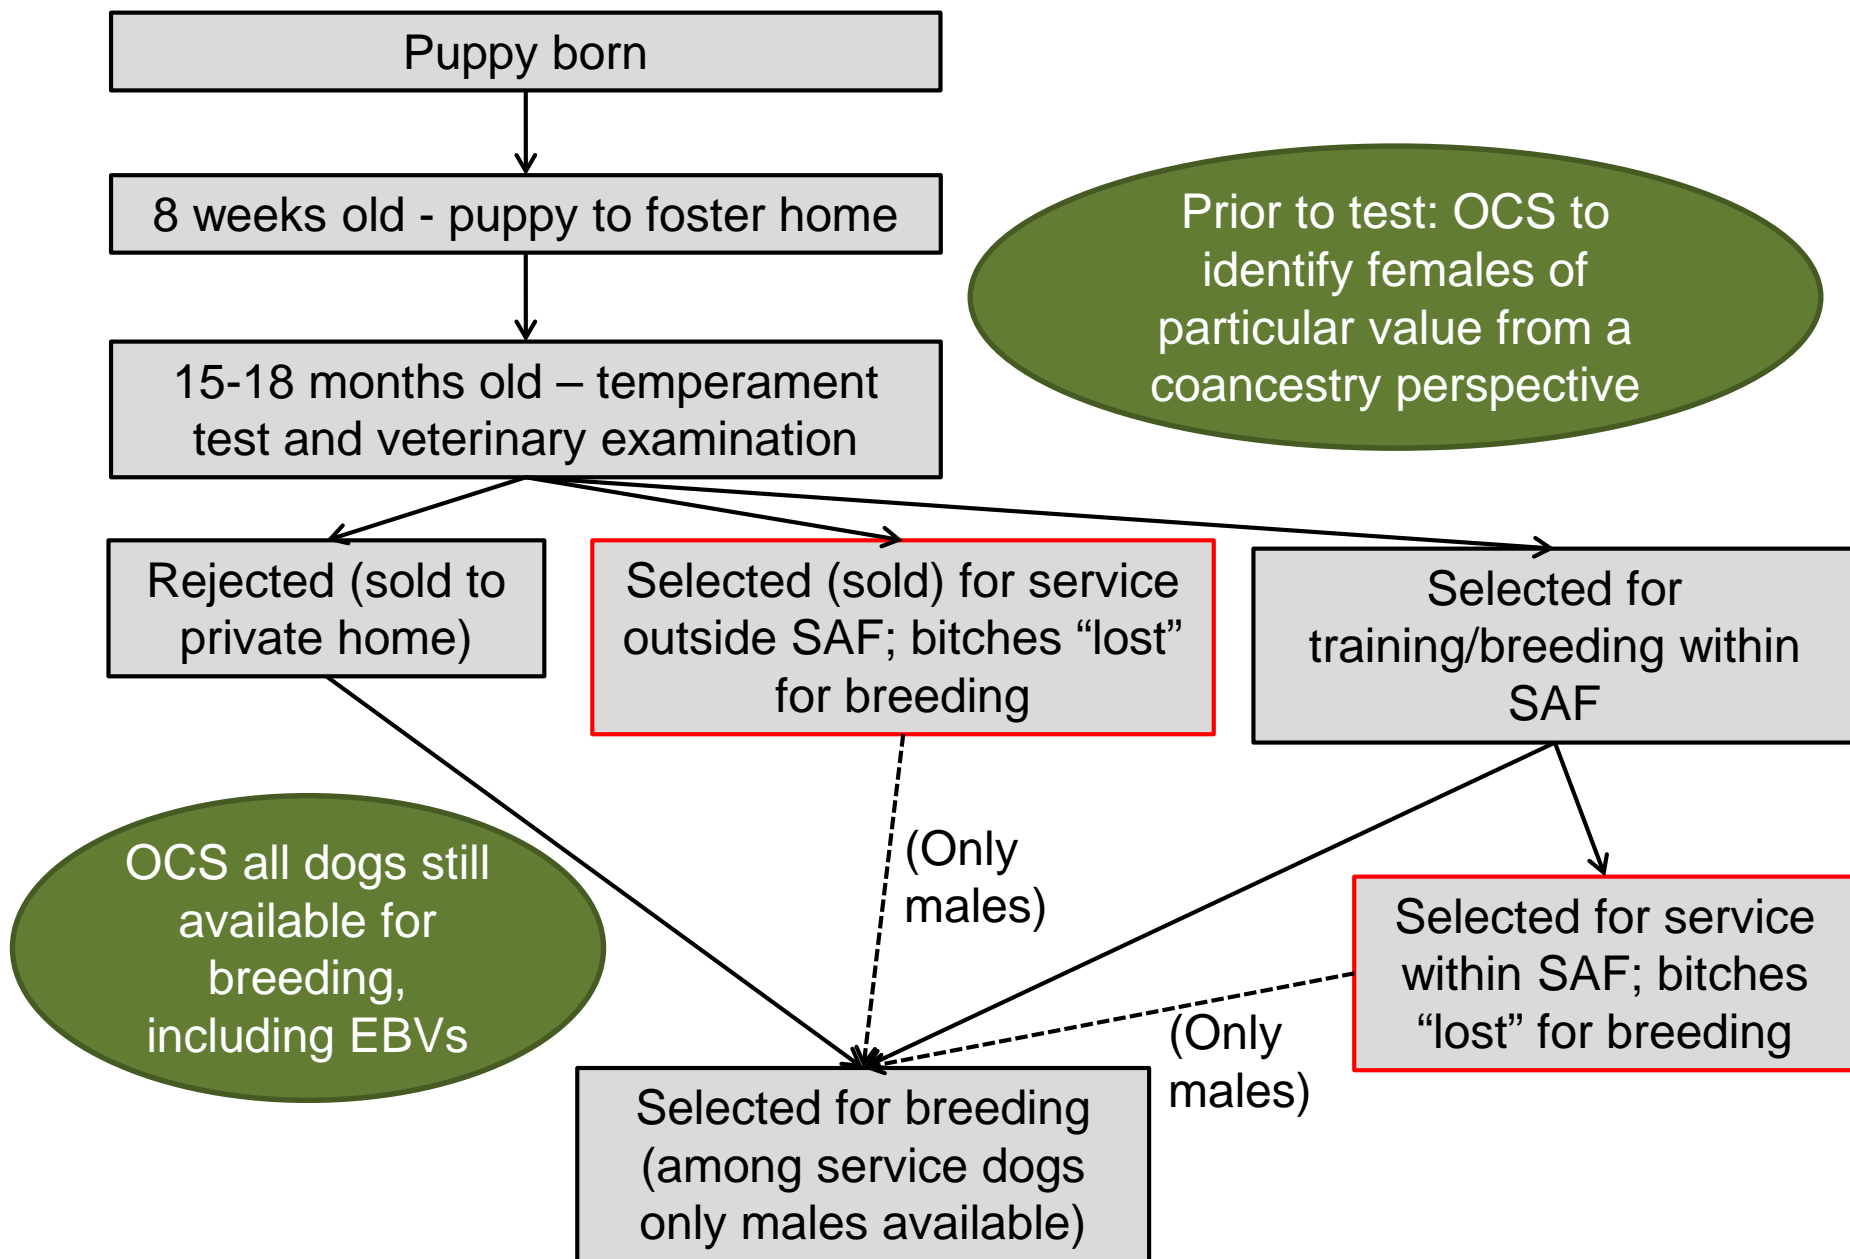 Puppy born
8 weeks old - puppy to foster home
Prior to test: OCS to
identify females of
particular value from a
coancestry perspective
15-18 months old – temperament
test and veterinary examination
Rejected (sold to
private home)
Selected (sold) for service
outside SAF; bitches “lost”
for breeding
Selected for
training/breeding within
SAF
OCS all dogs still
available for
breeding,
including EBVs
(Only
males)
Selected for service
within SAF; bitches
“lost” for breeding
(Only
males)
Selected for breeding
(among service dogs
only males available)